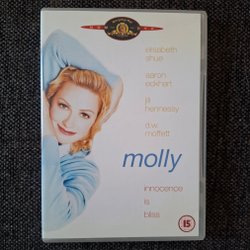 elisabeth
shue
aaron
eckhart
jill
hennessy
d.w.
moffett
molly
innocence
is
bliss
15